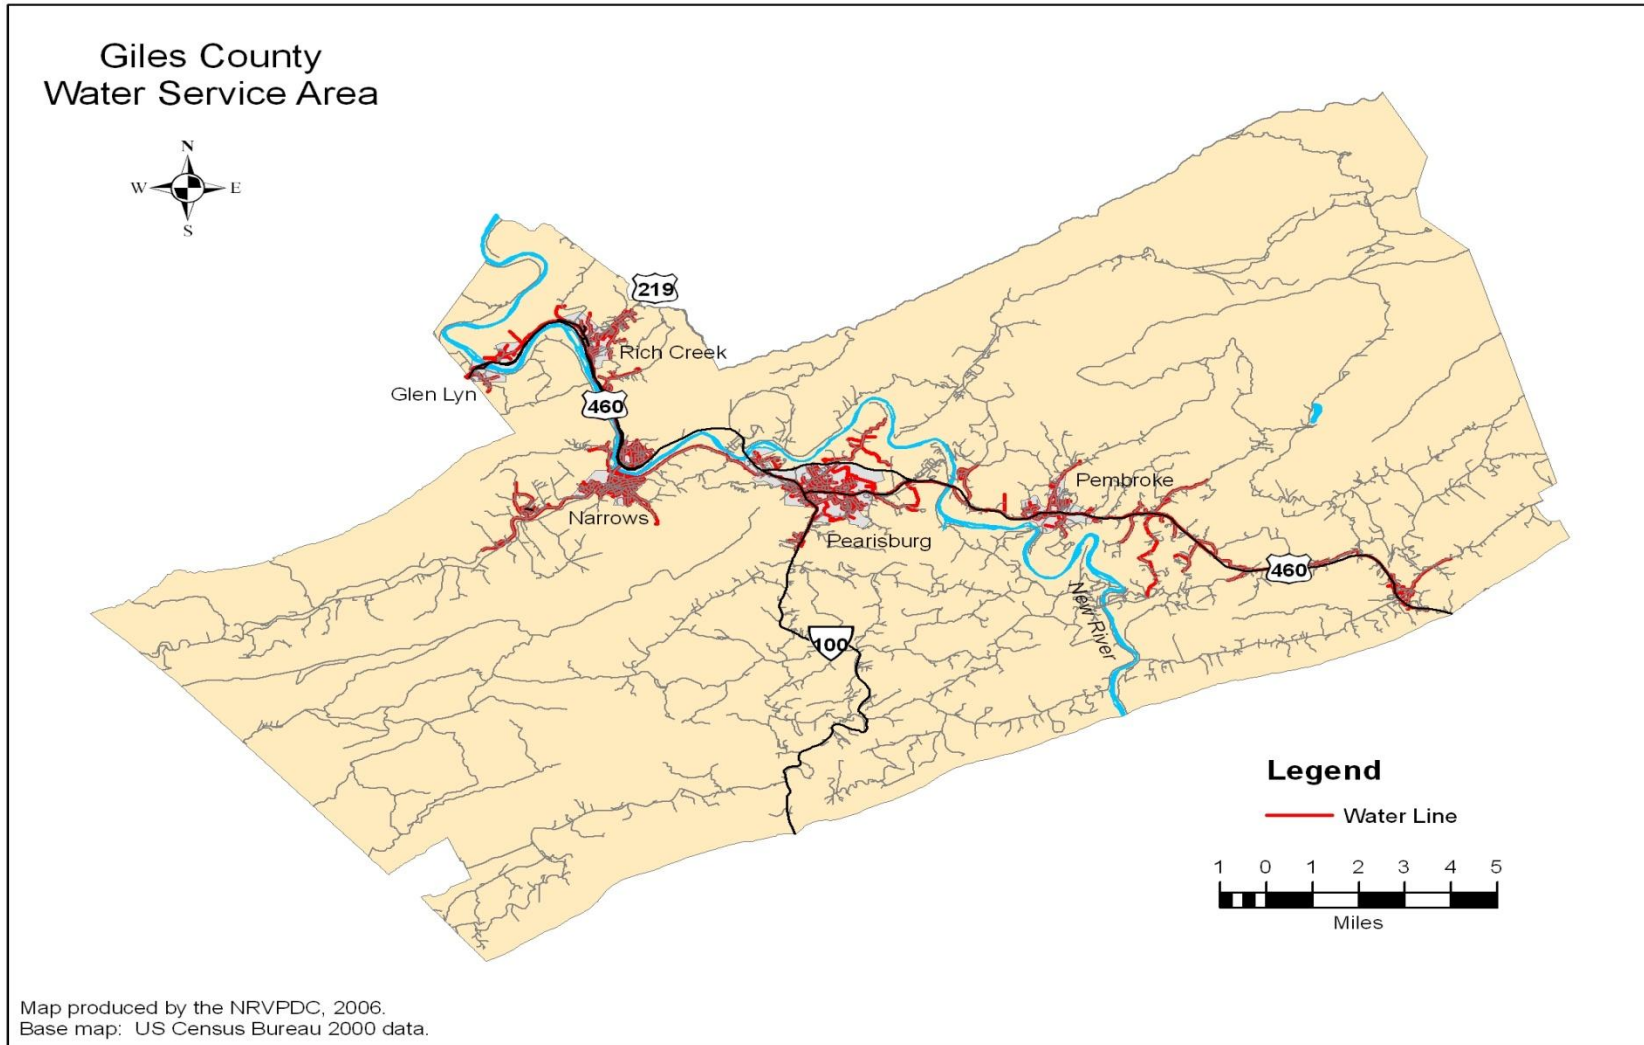 Giles County
Water Service Area
N
W
E
S
219
Rich Creek
Glen Lyn
460
Pembroke
Narrows
Pearisburg
460
New River
100
Legend
Water Line
1 0 1 2 3 4 5
Miles
Map produced by the NRVPDC, 2006.
Base map: US Census Bureau 2000 data.